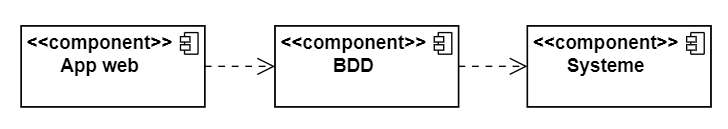 <<component>>
App web
<<component>>
BDD
<<component>>
Systeme